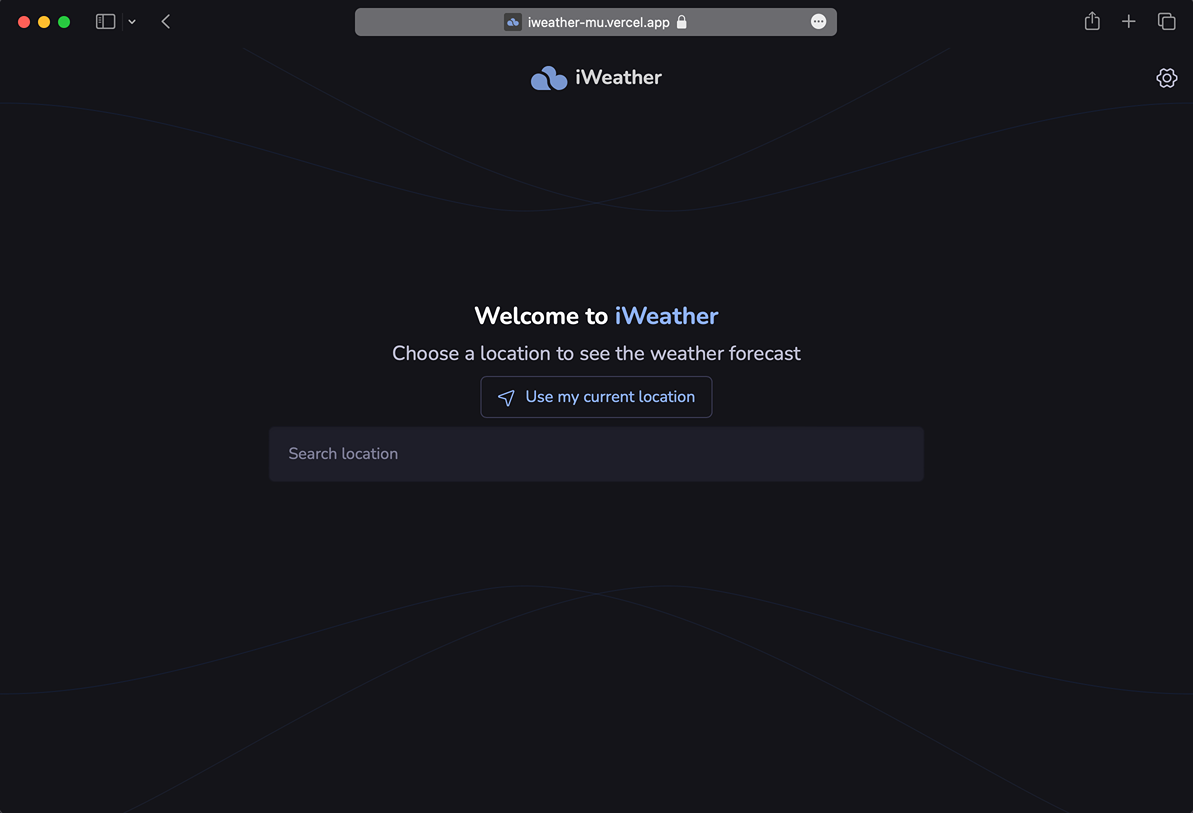 iweather-mu.vercel.app
iWeather
Welcome to iWeather
Choose a location to see the weather forecast
Use my current location
Search location